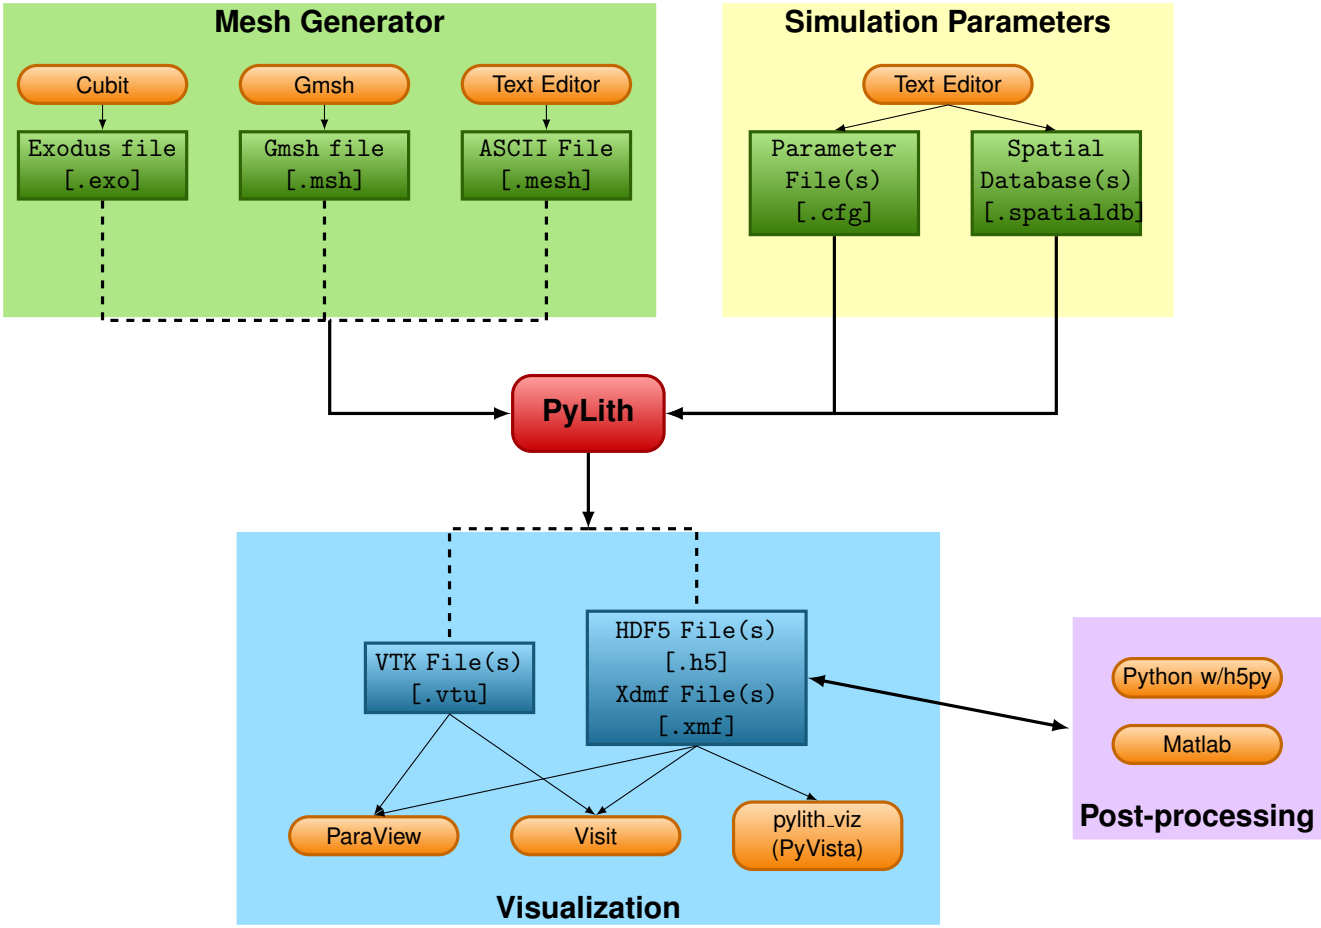 Mesh Generator
Cubit
Gmsh
Text Editor
Exodus file
[.exo]
Gmsh file
[.msh]
ASCII File
[.mesh]
Simulation Parameters
Text Editor
Parameter
File(s)
[.cfg]
Spatial
Database(s)
[.spatialdb]
PyLith
VTK File(s)
[.vtu]
HDF5 File(s)
[.h5]
Xdmf File(s)
[.xmf]
ParaView
Visit
pylith_viz
(PyVista)
Visualization
Python w/h5py
Matlab
Post-processing